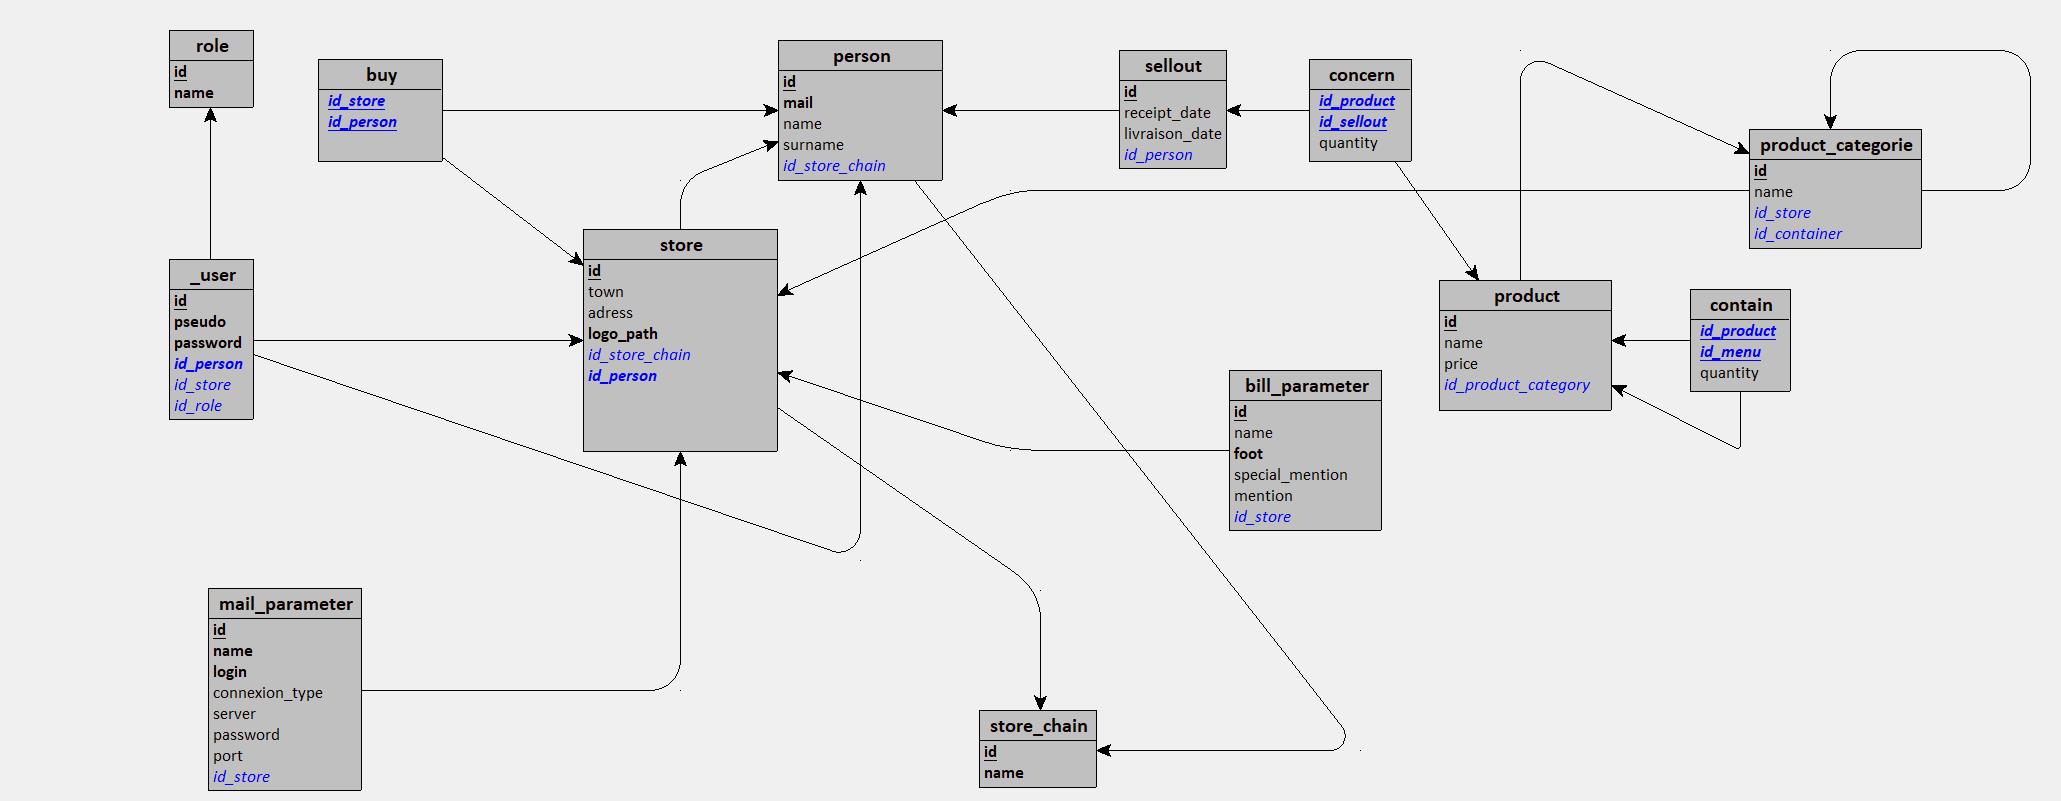 role
id
name
buy
id_store
id_person
person
id
mail
name
surname
id_store_chain
sellout
id
receipt_date
livraison_date
id_person
concern
id_product
id_sellout
quantity
product_categorie
id
name
id_store
id_container
_user
id
pseudo
password
id_person
id_store
id_role
store
id
town
adress
logo_path
id_store_chain
id_person
product
id
name
price
id_product_category
contain
id_product
id_menu
quantity
bill_parameter
id
name
foot
special_mention
mention
id_store
mail_parameter
id
name
login
connexion_type
server
password
port
id_store
store_chain
id
name